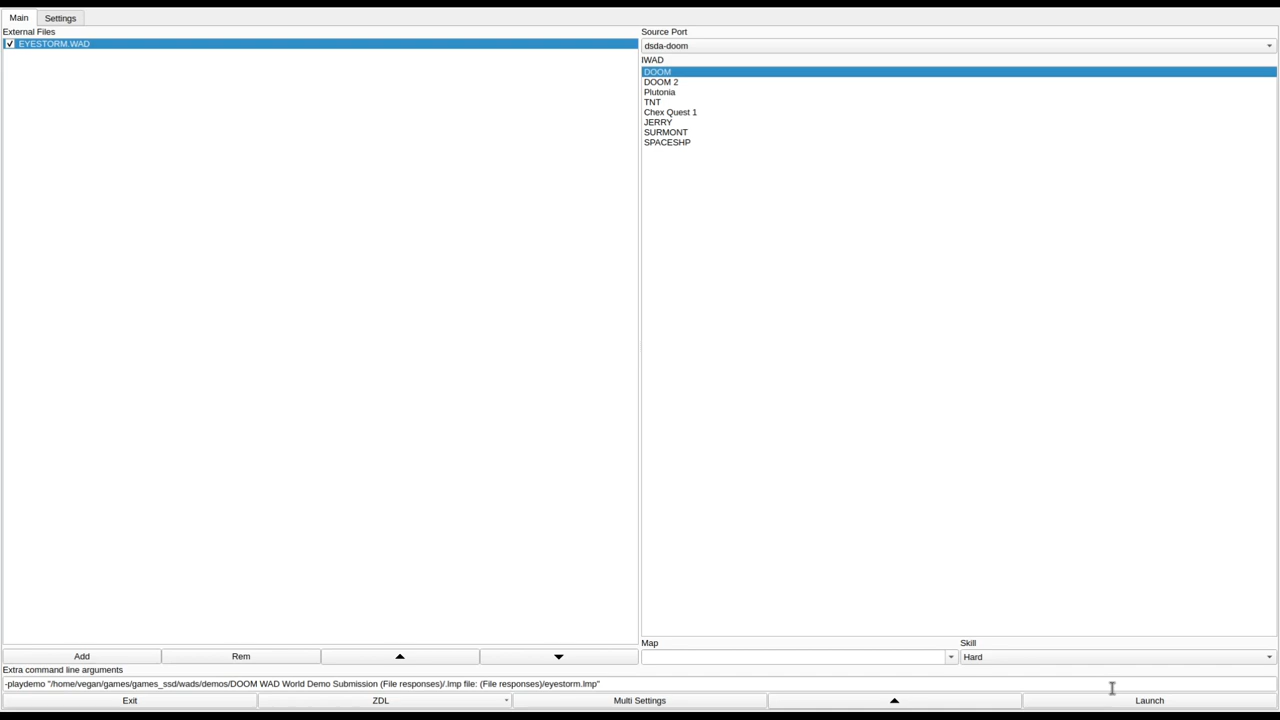 Main Settings
External Files
EYESTORM.WAD
Source Port
dsda-doom
IWAD
DOOM
DOOM 2
Plutonia
TNT
Chex Quest 1
JERRY
SURMONT
SPACESHP
Map
Skill
Hard
Add
Rem
Extra command line arguments
-playdemo "/home/vegan/games/games_ssd/wads/demos/DOOM WAD World Demo Submission (File responses)/.lmp file: (File responses)/eyestorm.lmp"
Exit
ZDL
Multi Settings
Launch